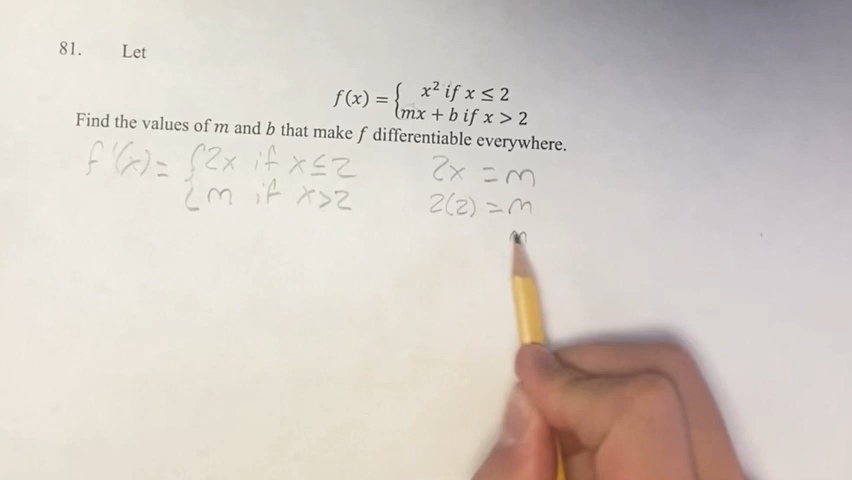 81. Let
f(x) = { x² if x ≤ 2
mx + b if x > 2
Find the values of m and b that make f differentiable everywhere.
f'(x) = { 2x if x ≤ 2
m if x > 2
2x = m
2(2) = m
m